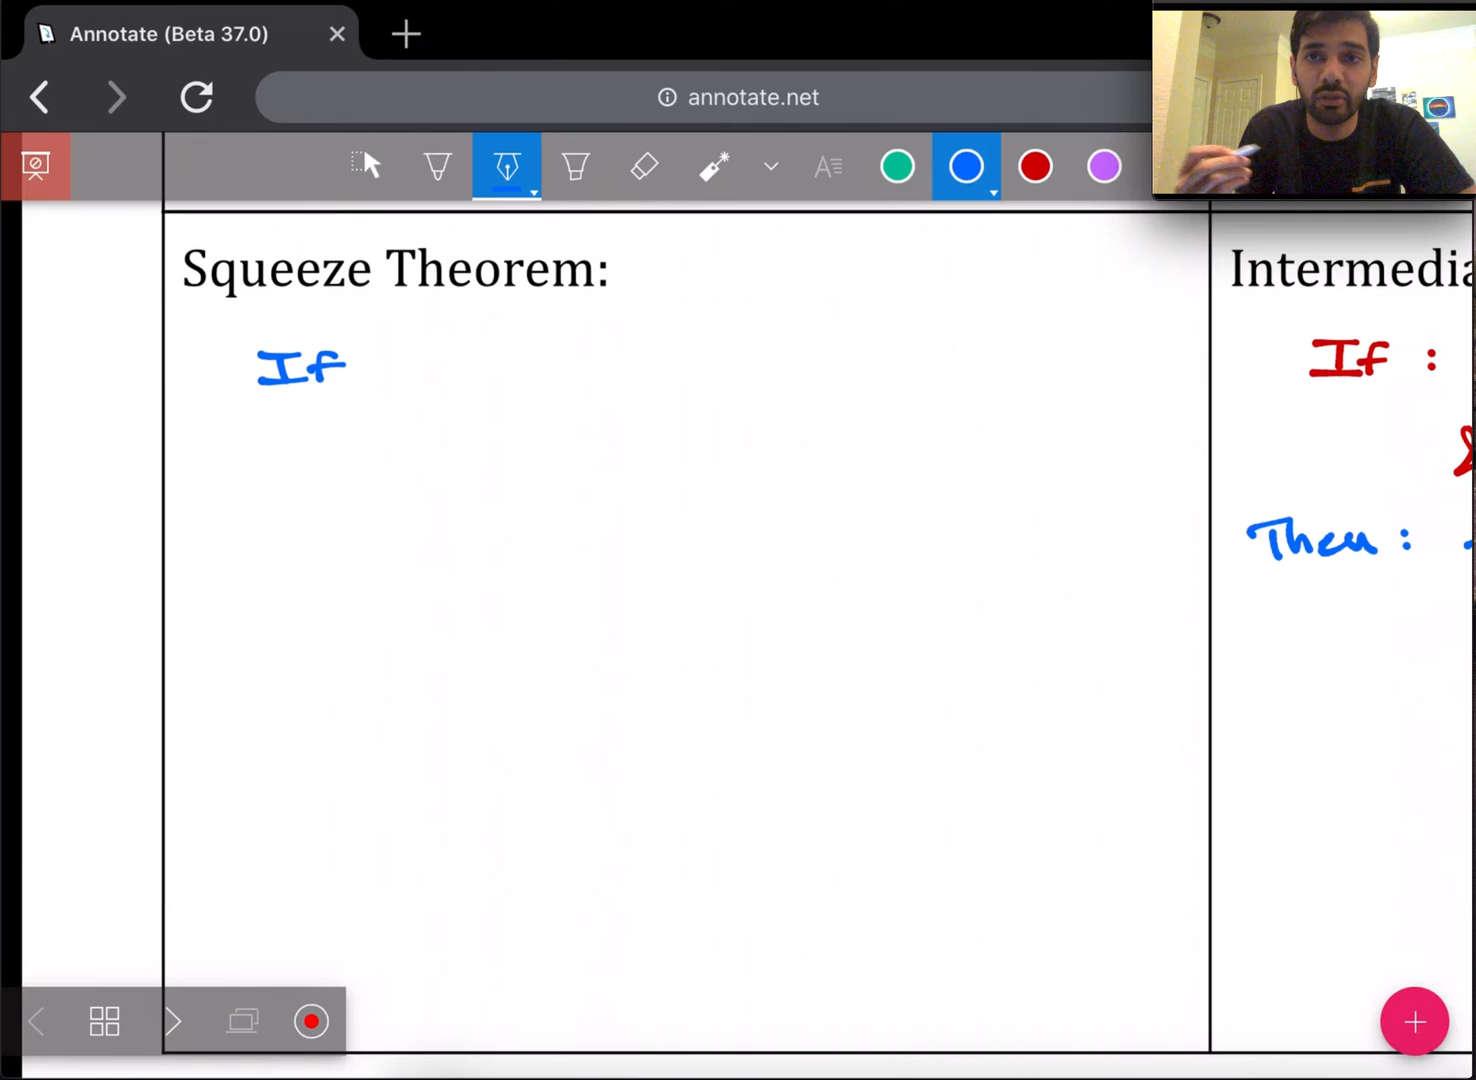 Annotate (Beta 37.0)
annotate.net
Squeeze Theorem:
If
Intermedia
If :
Then :